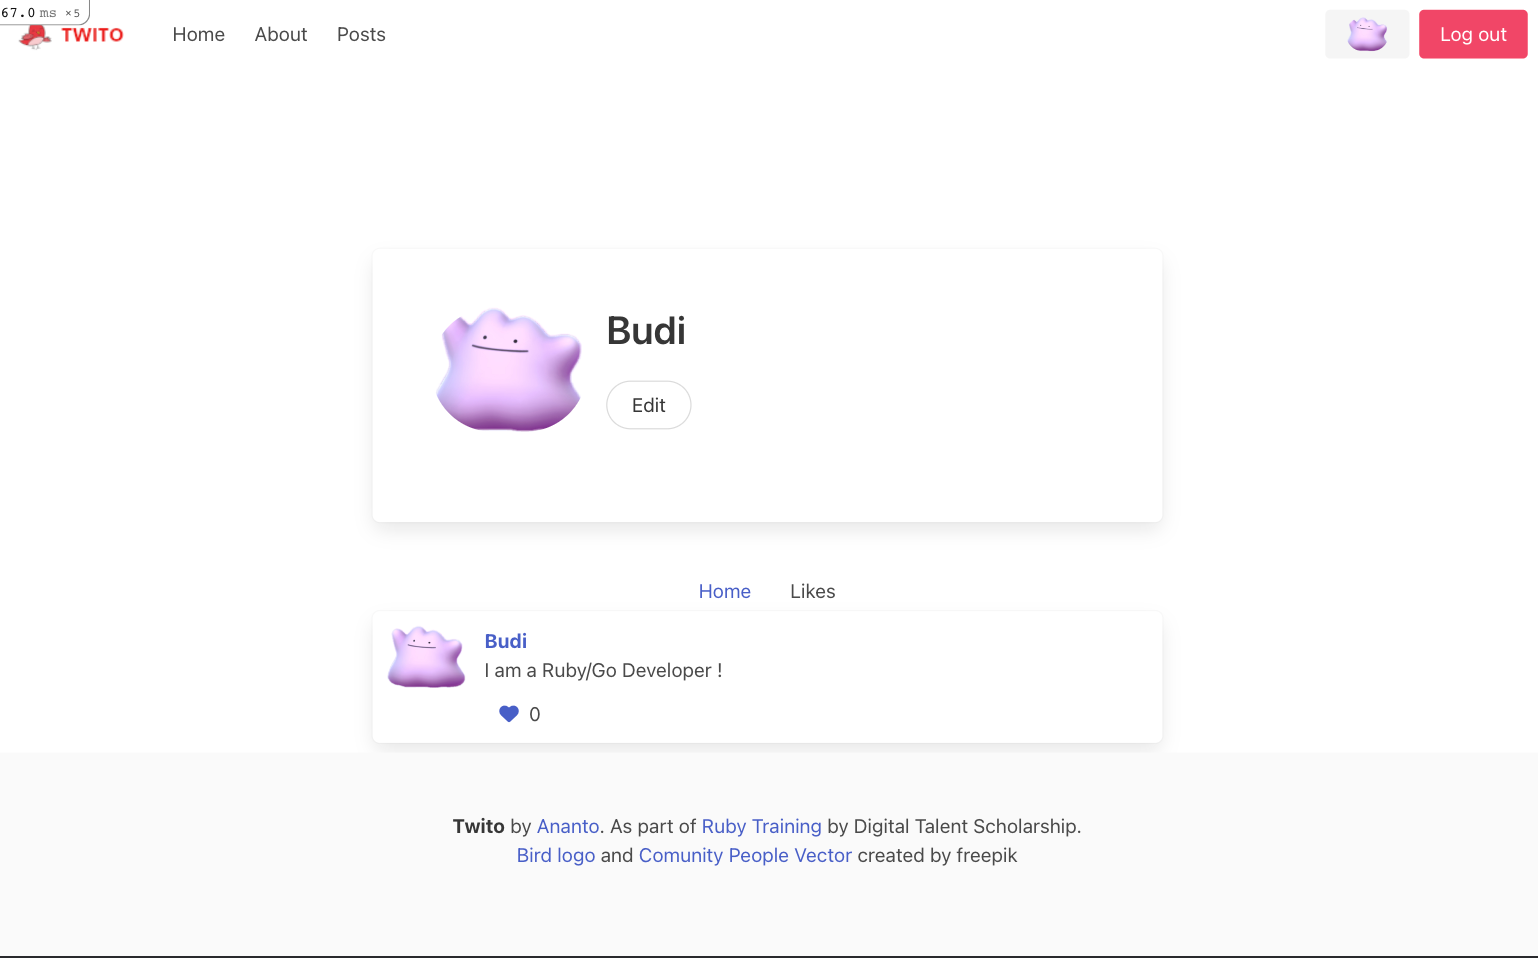 67.0 ms ×5
TWITO
Home About Posts
Log out
Budi
Edit
Home Likes
Budi
I am a Ruby/Go Developer !
0
Twito by Ananto. As part of Ruby Training by Digital Talent Scholarship.
Bird logo and Comunity People Vector created by freepik